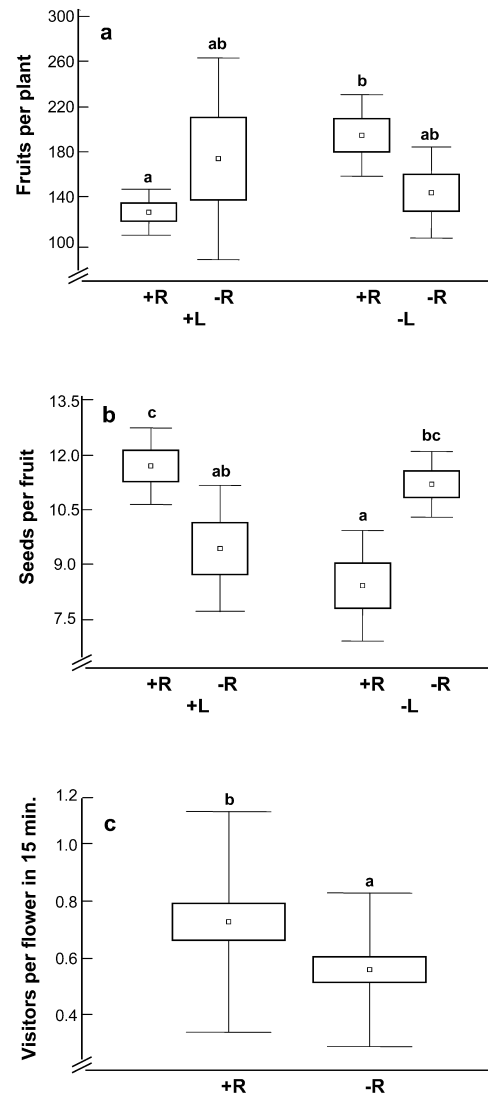 300
a
260
220
180
140
100
Fruits per plant
a
ab
b
ab
+R -R +R -R
+L -L
13.5
b
12.0
10.5
9.0
7.5
Seeds per fruit
c
ab
a
bc
+R -R +R -R
+L -L
1.2
c
1.0
0.8
0.6
0.4
Visitors per flower in 15 min.
b
a
+R -R